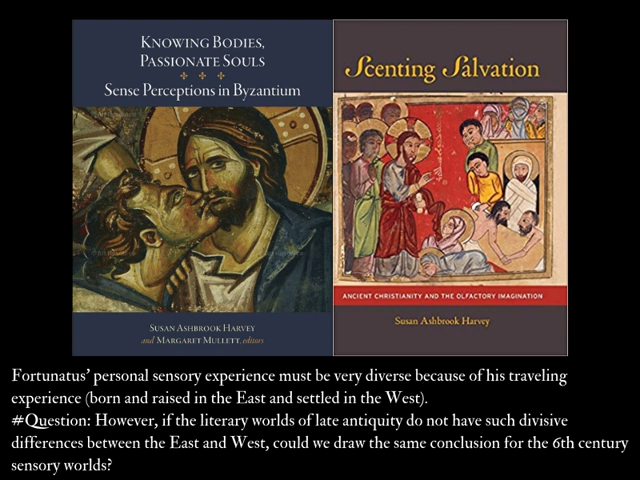 KNOWING BODIES,
PASSIONATE SOULS
Sense Perceptions in Byzantium
SUSAN ASHBROOK HARVEY
and MARGARET MULLETT, editors
Scenting Salvation
ANCIENT CHRISTIANITY AND THE OLFACTORY IMAGINATION
Susan Ashbrook Harvey
Fortunatus’ personal sensory experience must be very diverse because of his traveling
experience (born and raised in the East and settled in the West).
#Question: However, if the literary worlds of late antiquity do not have such divisive
differences between the East and West, could we draw the same conclusion for the 6th century
sensory worlds?